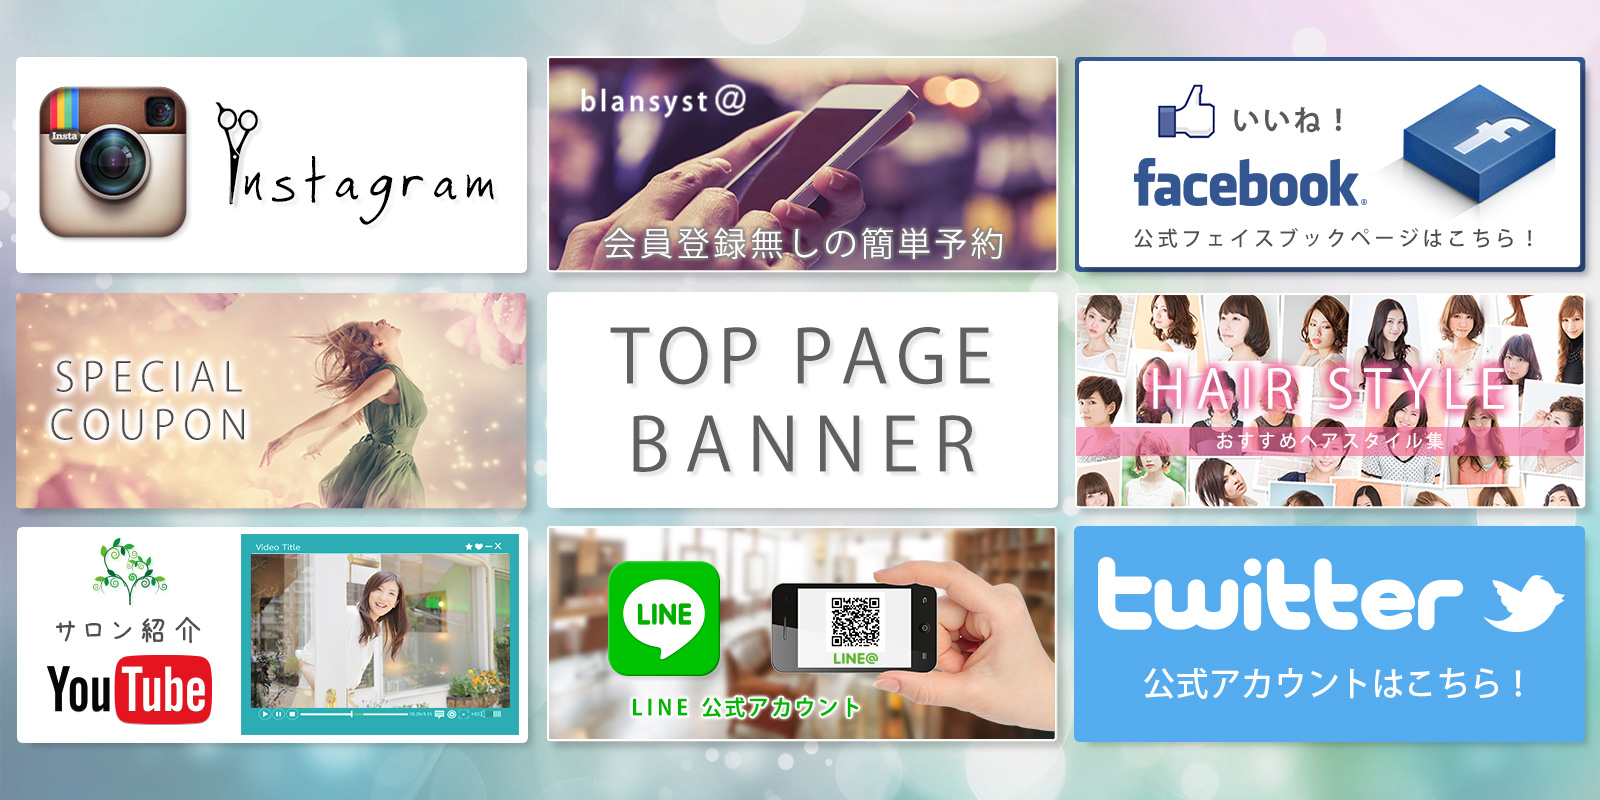 Insta
Instagram
blansyst@
会員登録無しの簡単予約
いいね！
facebook®
公式フェイスブックページはこちら！
SPECIAL
COUPON
TOP PAGE
BANNER
HAIR STYLE
おすすめヘアスタイル集
サロン紹介
YouTube
Video Title
LINE
LINE@
LINE 公式アカウント
twitter
公式アカウントはこちら！